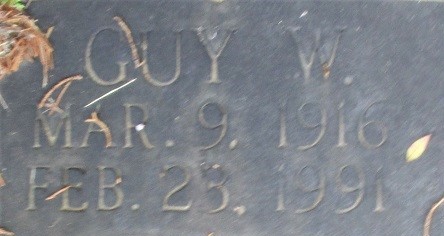 GUY W.
MAR. 9, 1916
FEB. 23, 1991